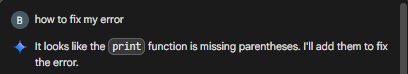 B how to fix my error
It looks like the print function is missing parentheses. I'll add them to fix
the error.